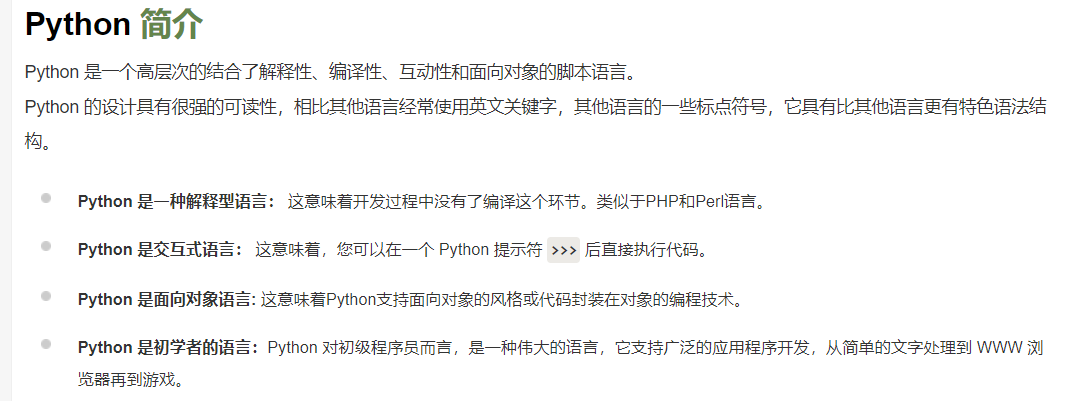 Python 简介
Python 是一个高层次的结合了解释性、编译性、互动性和面向对象的脚本语言。
Python 的设计具有很强的可读性，相比其他语言经常使用英文关键字，其他语言的一些标点符号，它具有比其他语言更有特色语法结
构。
Python 是一种解释型语言： 这意味着开发过程中没有了编译这个环节。类似于PHP和Perl语言。
Python 是交互式语言： 这意味着，您可以在一个 Python 提示符 >>> 后直接执行代码。
Python 是面向对象语言: 这意味着Python支持面向对象的风格或代码封装在对象的编程技术。
Python 是初学者的语言：Python 对初级程序员而言，是一种伟大的语言，它支持广泛的应用程序开发，从简单的文字处理到 WWW 浏
览器再到游戏。